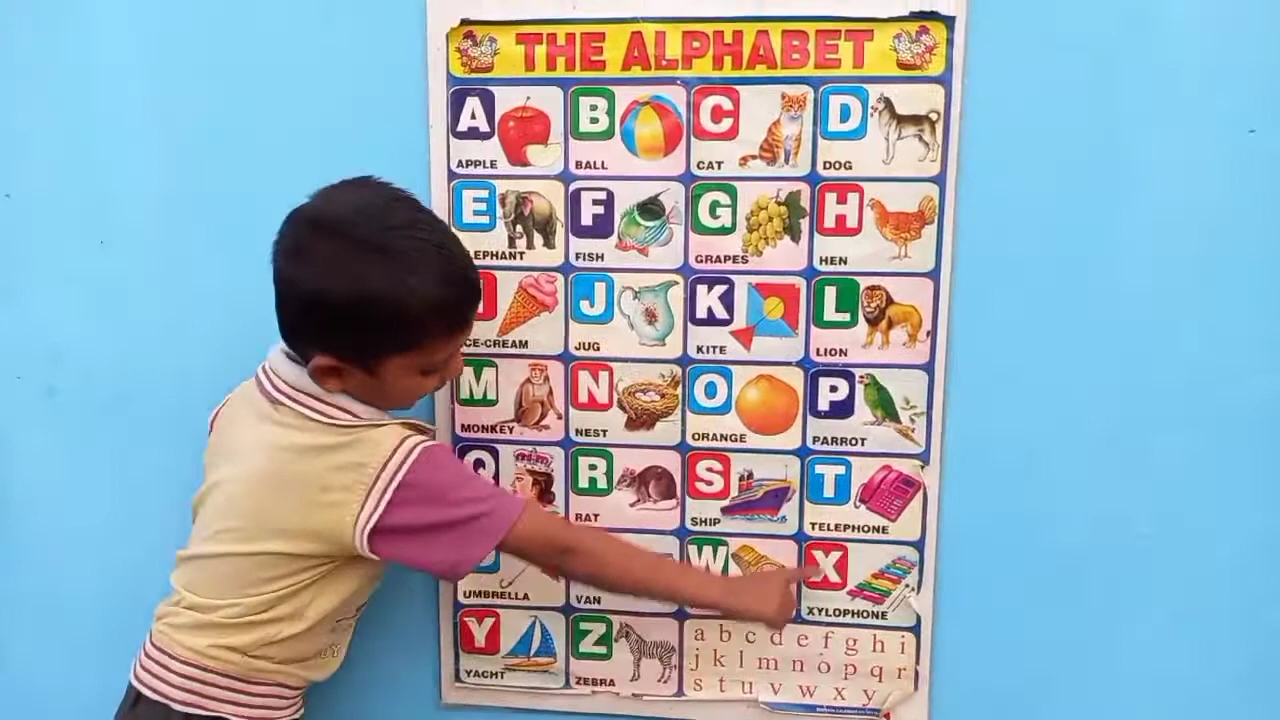 THE ALPHABET
A B C D
APPLE BALL CAT DOG
E F G H
LEPHANT FISH GRAPES HEN
I J K L
CE-CREAM JUG KITE LION
M N O P
MONKEY NEST ORANGE PARROT
Q R S T
RAT SHIP TELEPHONE
W X
UMBRELLA VAN XYLOPHONE
Y Z
YACHT ZEBRA
a b c d e f g h i
j k l m n o p q r
s t u v w x y